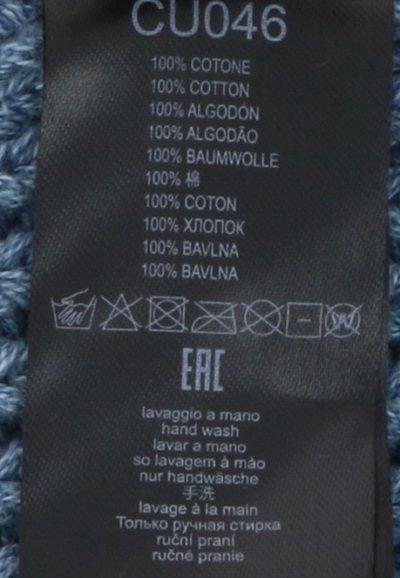 CU046
100% COTONE
100% COTTON
100% ALGODÓN
100% ALGODÃO
100% BAUMWOLLE
100% 棉
100% COTON
100% ХЛОПОК
100% BAVLNA
100% BAVLNA
W
EAC
lavaggio a mano
hand wash
lavar a mano
so lavagem à mào
nur handwäsche
手洗
lavage à la main
Только ручная стирка
ruční praní
ručné pranie